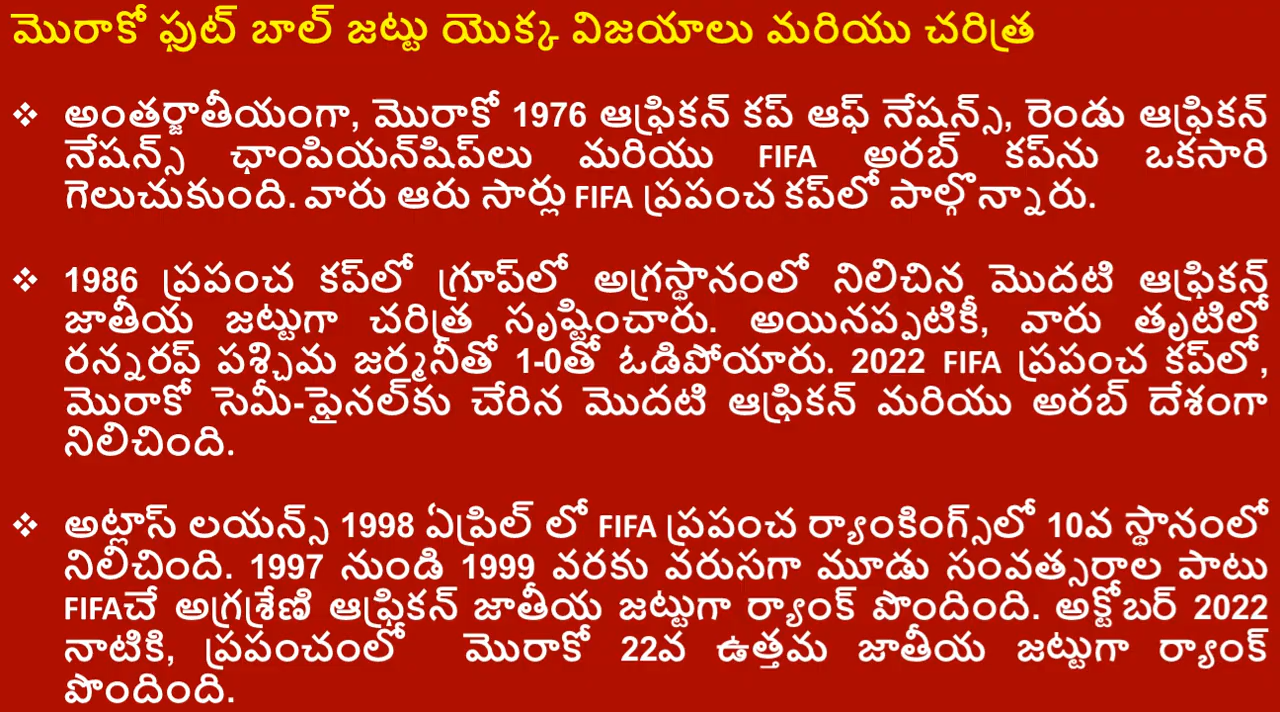 మొరాకో ఫుట్ బాల్ జట్టు యొక్క విజయాలు మరియు చరిత్ర
❖ అంతర్జాతీయంగా, మొరాకో 1976 ఆఫ్రికన్ కప్ ఆఫ్ నేషన్స్, రెండు ఆఫ్రికన్
నేషన్స్ ఛాంపియన్‌షిప్‌లు మరియు FIFA అరబ్ కప్‌ను ఒకసారి
గెలుచుకుంది. వారు ఆరు సార్లు FIFA ప్రపంచ కప్‌లో పాల్గొన్నారు.
❖ 1986 ప్రపంచ కప్‌లో గ్రూప్‌లో అగ్రస్థానంలో నిలిచిన మొదటి ఆఫ్రికన్
జాతీయ జట్టుగా చరిత్ర సృష్టించారు. అయినప్పటికీ, వారు తృటిలో
రన్నరప్ పశ్చిమ జర్మనీతో 1-0తో ఓడిపోయారు. 2022 FIFA ప్రపంచ కప్‌లో,
మొరాకో సెమీ-ఫైనల్‌కు చేరిన మొదటి ఆఫ్రికన్ మరియు అరబ్ దేశంగా
నిలిచింది.
❖ అట్లాస్ లయన్స్ 1998 ఏప్రిల్ లో FIFA ప్రపంచ ర్యాంకింగ్స్‌లో 10వ స్థానంలో
నిలిచింది. 1997 నుండి 1999 వరకు వరుసగా మూడు సంవత్సరాల పాటు
FIFAచే అగ్రశ్రేణి ఆఫ్రికన్ జాతీయ జట్టుగా ర్యాంక్ పొందింది. అక్టోబర్ 2022
నాటికి, ప్రపంచంలో మొరాకో 22వ ఉత్తమ జాతీయ జట్టుగా ర్యాంక్
పొందింది.